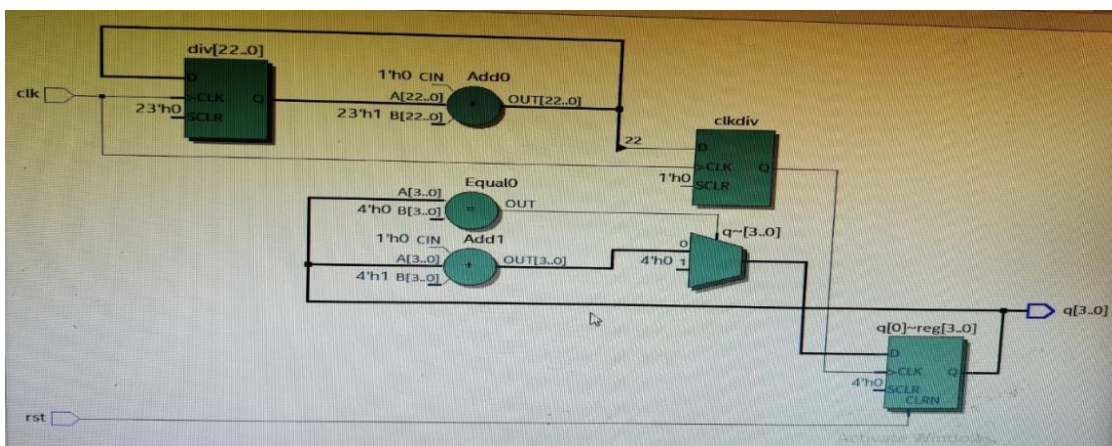 div[22..0]
D
clk
>CLK Q
23'h0
SCLR
1'h0 CIN Add0
A[22..0] + OUT[22..0]
23'h1 B[22..0]
clkdiv
22 D
>CLK Q
1'h0
SCLR
Equal0
A[3..0]
= OUT
4'h0 B[3..0]
1'h0 CIN Add1
A[3..0] + OUT[3..0]
4'h1 B[3..0]
q~[3..0]
0
4'h0 1
q[3..0]
q[0]~reg[3..0]
D
>CLK Q
4'h0
SCLR
CLRN
rst
Activate Windows